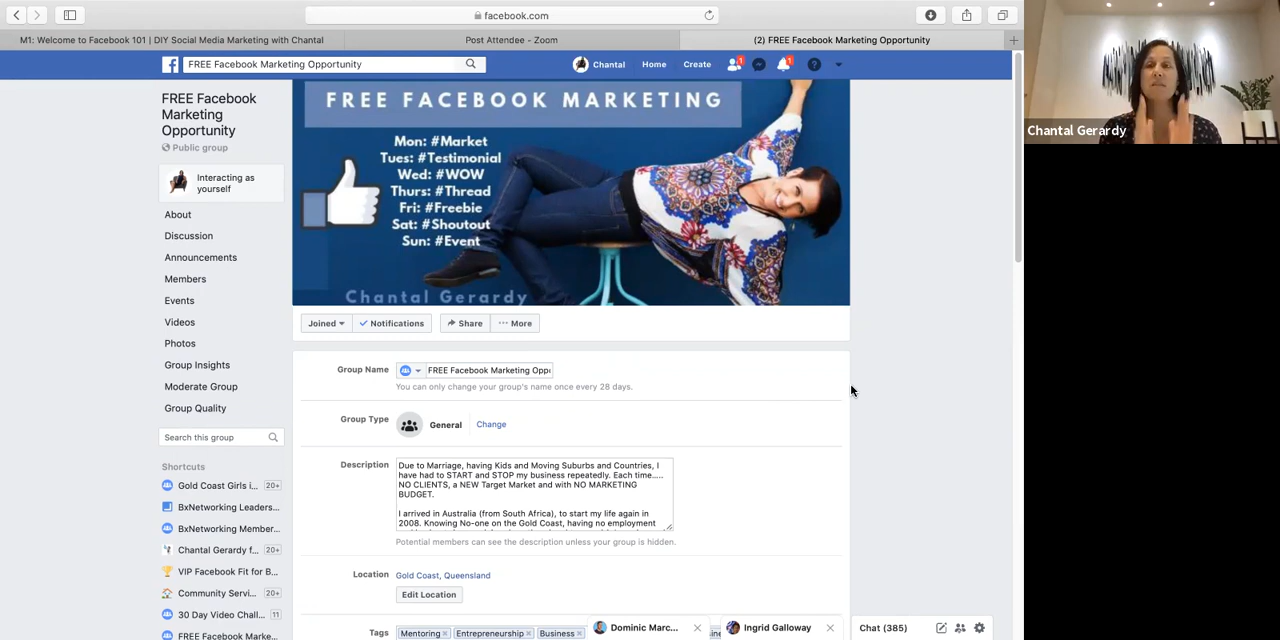 facebook.com
M1: Welcome to Facebook 101 | DIY Social Media Marketing with Chantal
Post Attendee - Zoom
(2) FREE Facebook Marketing Opportunity
FREE Facebook Marketing Opportunity
Chantal
Home
Create
1
1
FREE Facebook
Marketing
Opportunity
Public group
Interacting as
yourself
About
Discussion
Announcements
Members
Events
Videos
Photos
Group Insights
Moderate Group
Group Quality
Search this group
Shortcuts
Gold Coast Girls i... 20+
BxNetworking Leaders...
BxNetworking Member...
Chantal Gerardy f... 20+
VIP Facebook Fit for B...
Community Servi... 20+
30 Day Video Chall... 11
FREE Facebook Marke...
FREE FACEBOOK MARKETING
Mon: #Market
Tues: #Testimonial
Wed: #WOW
Thurs: #Thread
Fri: #Freebie
Sat: #Shoutout
Sun: #Event
Chantal Gerardy
Joined
Notifications
Share
More
Group Name
FREE Facebook Marketing Opp
You can only change your group's name once every 28 days.
Group Type
General
Change
Description
Due to Marriage, having Kids and Moving Suburbs and Countries, I
have had to START and STOP my business repeatedly. Each time.....
NO CLIENTS, a NEW Target Market and with NO MARKETING
BUDGET.
I arrived in Australia (from South Africa), to start my life again in
2008. Knowing No-one on the Gold Coast, having no employment
Potential members can see the description unless your group is hidden.
Location
Gold Coast, Queensland
Edit Location
Tags
Mentoring
Entrepreneurship
Business
Dominic Marc...
Ingrid Galloway
Chat (385)
Chantal Gerardy